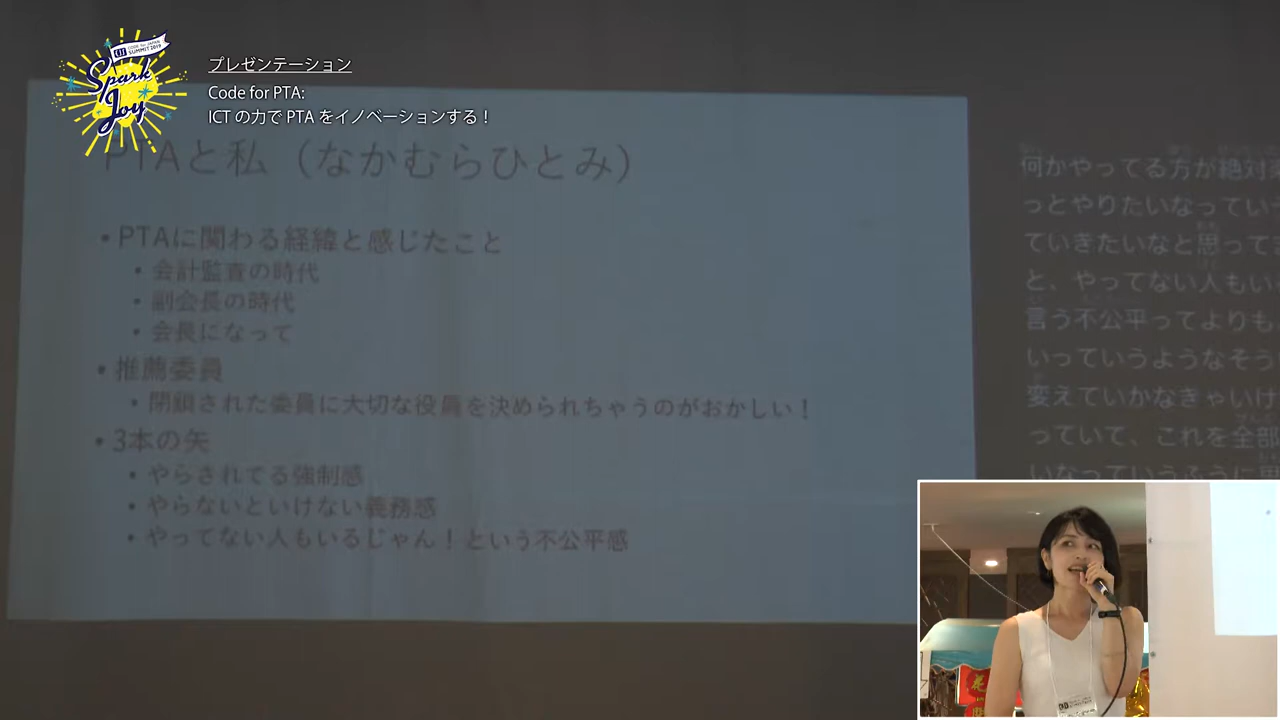 CODE for JAPAN
SUMMIT 2019
Spark
Joy
プレゼンテーション
Code for PTA:
ICT の力で PTA をイノベーションする！
PTAと私（なかむらひとみ）
• PTAに関わる経緯と感じたこと
• 会計監査の時代
• 副会長の時代
• 会長になって
• 推薦委員
• 閉鎖された委員に大切な役員を決められちゃうのがおかしい！
• 3本の矢
• やらされてる強制感
• やらないといけない義務感
• やってない人もいるじゃん！という不公平感
何かやってる方が絶対
っとやりたいなってい
ていきたいなと思って
と、やってない人もい
言う不公平ってよりも
いっていうようなそう
変えていかなきゃいけ
っていて、これを全部
いなっていうふうに思